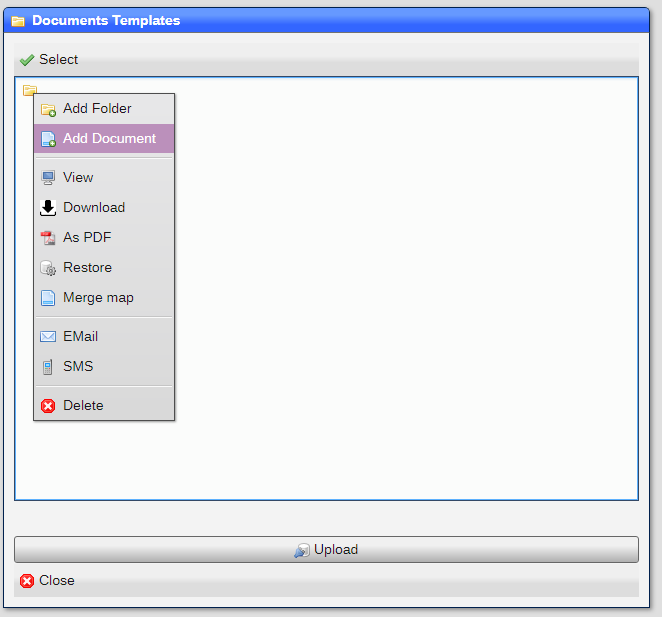 Documents Templates
Select
Add Folder
Add Document
View
Download
As PDF
Restore
Merge map
EMail
SMS
Delete
Upload
Close